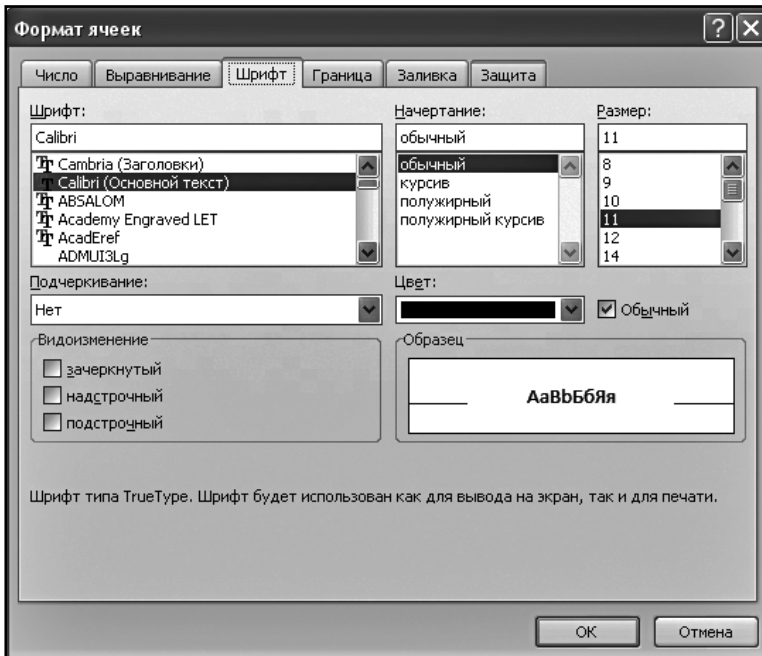 Формат ячеек
Число Выравнивание Шрифт Граница Заливка Защита
Шрифт: Начертание: Размер:
Calibri обычный 11
Cambria (Заголовки) обычный 8
Calibri (Основной текст) курсив 9
ABSALOM полужирный 10
Academy Engraved LET полужирный курсив 11
AcadEref 12
ADMUI3Lg 14
Подчеркивание: Цвет:
Нет Обычный
Видоизменение Образец
зачеркнутый
надстрочный АаВbБбЯя
подстрочный
Шрифт типа TrueType. Шрифт будет использован как для вывода на экран, так и для печати.
ОК Отмена